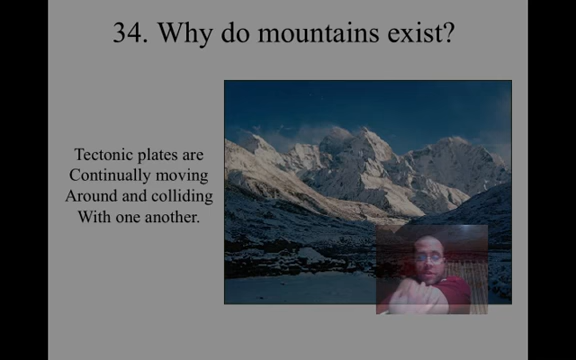 34. Why do mountains exist?
Tectonic plates are
Continually moving
Around and colliding
With one another.